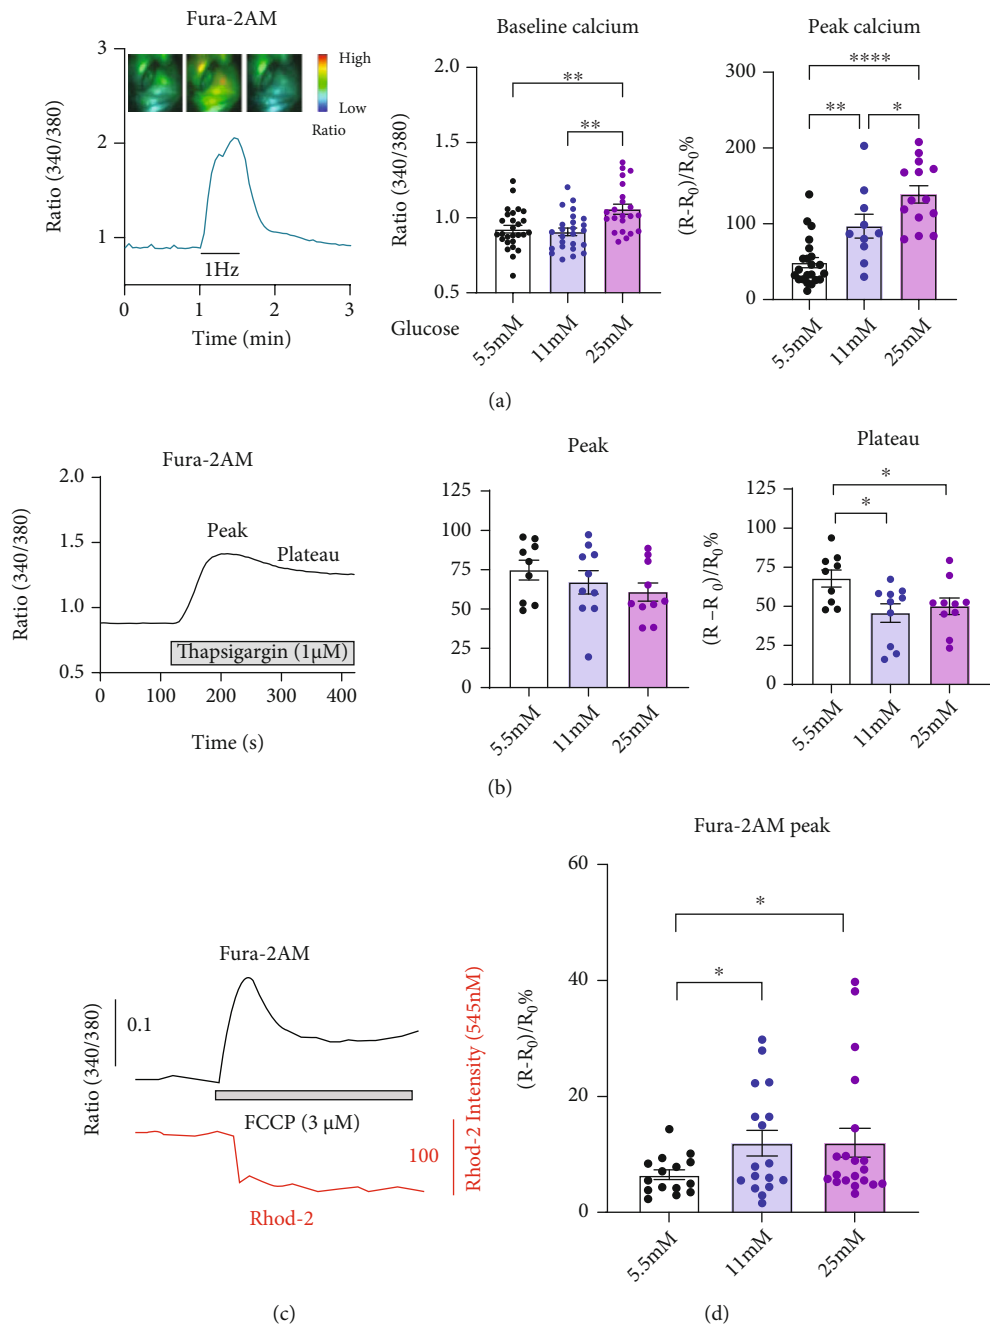 Fura-2AM
Ratio (340/380)
3
2
1
High
Low
Ratio
1Hz
0 1 2 3
Time (min)
Baseline calcium
Ratio (340/380)
2.0
1.5
1.0
0.5
**
**
Glucose
5.5mM 11mM 25mM
Peak calcium
(R-R0)/R0%
300
200
100
0
****
** *
5.5mM 11mM 25mM
(a)
Fura-2AM
Ratio (340/380)
2.0
1.5
1.0
0.5
Peak
Plateau
Thapsigargin (1μM)
0 100 200 300 400
Time (s)
Peak
125
100
75
50
25
0
5.5mM 11mM 25mM
Plateau
(R–R0)/R0%
125
100
75
50
25
0
*
*
5.5mM 11mM 25mM
(b)
Fura-2AM
Ratio (340/380)
0.1
FCCP (3 μM)
100
Rhod-2 Intensity (545nM)
Rhod-2
(c)
Fura-2AM peak
(R-R0)/R0%
60
40
20
0
*
*
5.5mM 11mM 25mM
(d)